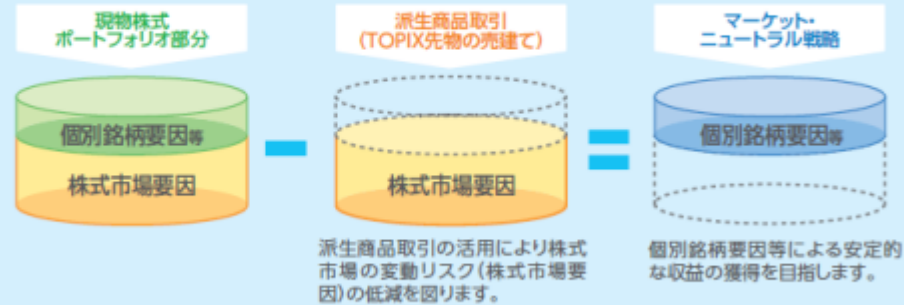 現物株式
ポートフォリオ部分
派生商品取引
(TOPIX先物の売建て)
マーケット・
ニュートラル戦略
個別銘柄要因等
株式市場要因
株式市場要因
個別銘柄要因等
派生商品取引の活用により株式
市場の変動リスク(株式市場要
因)の低減を図ります。
個別銘柄要因等による安定的
な収益の獲得を目指します。